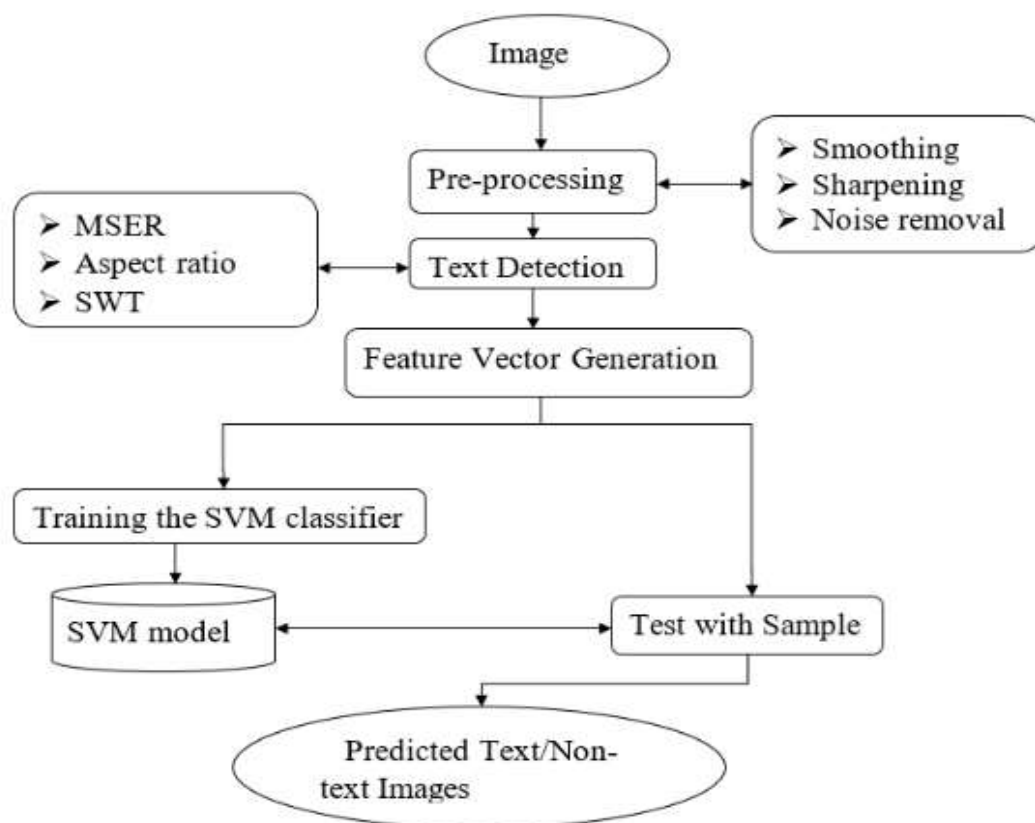 Image
Pre-processing
➢ Smoothing
➢ Sharpening
➢ Noise removal
➢ MSER
➢ Aspect ratio
➢ SWT
Text Detection
Feature Vector Generation
Training the SVM classifier
SVM model
Test with Sample
Predicted Text/Non-
text Images